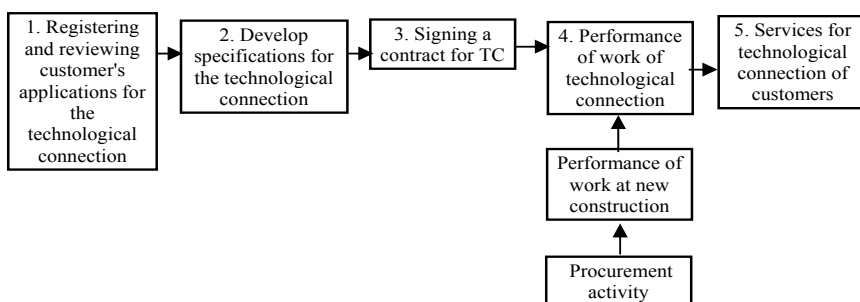 1. Registering
and reviewing
customer's
applications for
the
technological
connection
2. Develop
specifications for
the technological
connection
3. Signing a
contract for TC
4. Performance
of work of
technological
connection
5. Services for
technological
connection of
customers
Performance of
work at new
construction
Procurement
activity